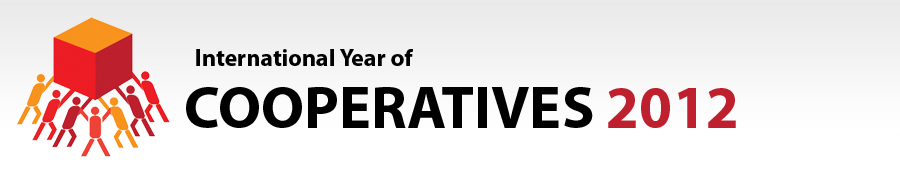 International Year of
COOPERATIVES 2012